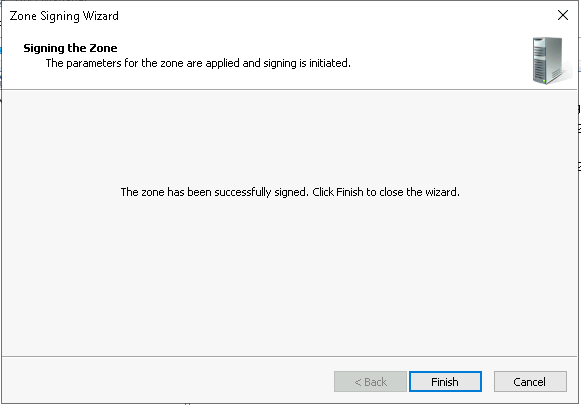 Zone Signing Wizard
Signing the Zone
The parameters for the zone are applied and signing is initiated.
The zone has been successfully signed. Click Finish to close the wizard.
< Back
Finish
Cancel